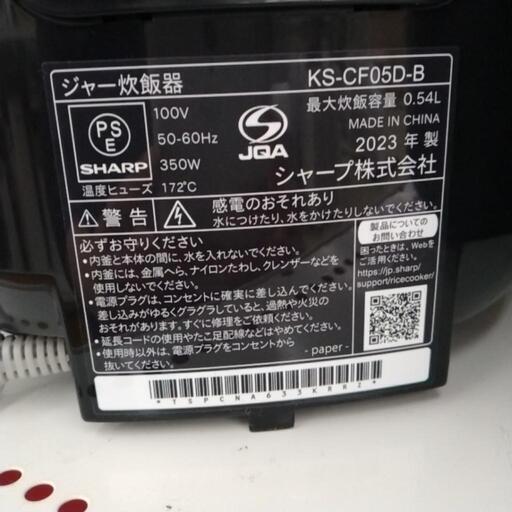 ジャー炊飯器 KS-CF05D-B
PS
E
SHARP
100V
50-60Hz
350W
温度ヒューズ 172℃
JQA
最大炊飯容量 0.54L
MADE IN CHINA
2023 年 製
シャープ株式会社
警告
感電のおそれあり
水につけたり、水をかけたりしないでください。
必ずお守りください
・内釜と本体の間に、水を入れないでください。
・内釜には、金属へら、ナイロンたわし、クレンザーなどを
使用しないでください。
・電源プラグは、コンセントに確実に差し込んでください。
差し込みがゆるくグラグラしていると、過熱や火災の
おそれがあります。すぐに修理をご依頼ください。
・延長コードの使用やたこ足配線などはやめてください。
・使用時以外は、電源プラグをコンセントから
製品についての
お問い合わせ
困ったときは、Webを
ご活用ください。
https://jp.sharp/
support/ricecooker/
- paper -
*TSPCNA633KRRZ*